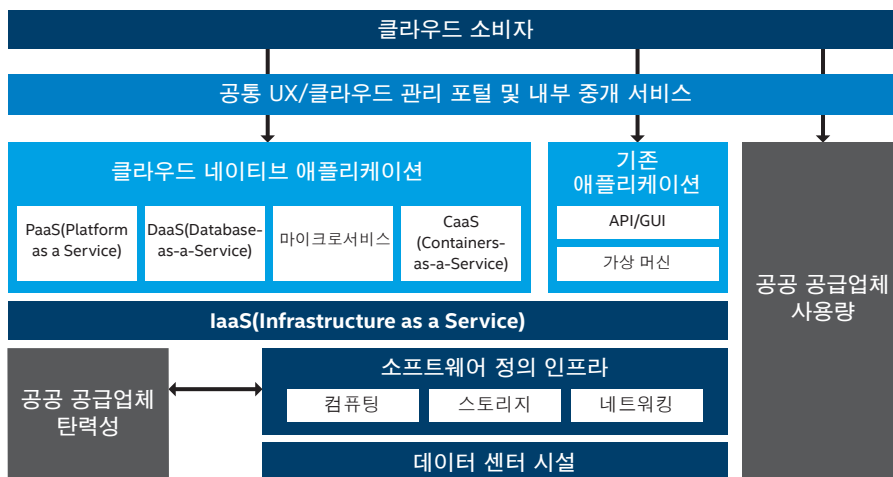 클라우드 소비자
공통 UX/클라우드 관리 포털 및 내부 중개 서비스
클라우드 네이티브 애플리케이션
PaaS(Platform
as a Service)
DaaS(Database-
as-a-Service)
마이크로서비스
CaaS
(Containers-
as-a-Service)
기존
애플리케이션
API/GUI
가상 머신
공공 공급업체
사용량
IaaS(Infrastructure as a Service)
공공 공급업체
탄력성
소프트웨어 정의 인프라
컴퓨팅
스토리지
네트워킹
데이터 센터 시설